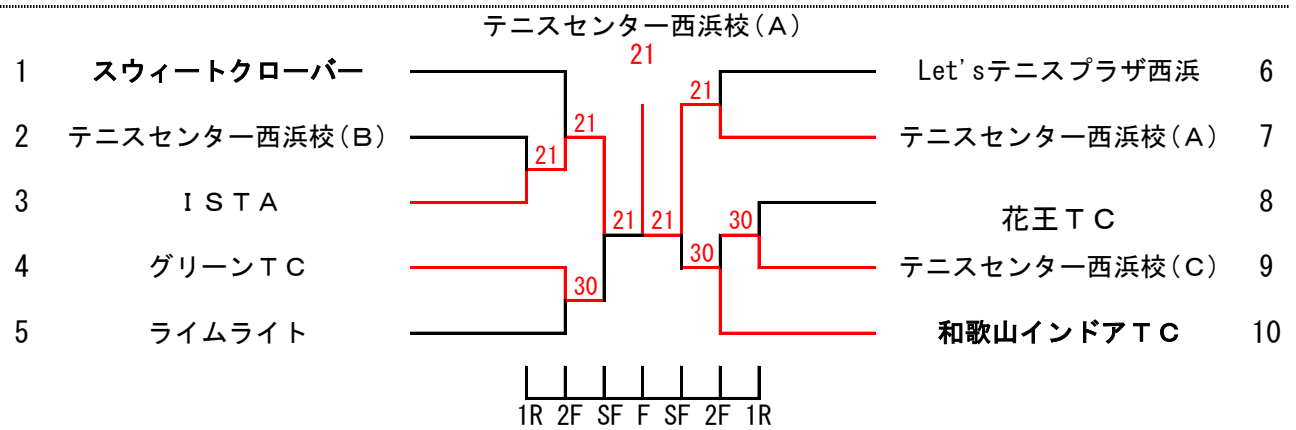 テニスセンター西浜校(A)
21
1 スウィートクローバー Let'sテニスプラザ西浜 6
21
2 テニスセンター西浜校(B) 21 テニスセンター西浜校(A) 7
21
3 ISTA 花王TC 8
21 21 30
4 グリーンTC 30 テニスセンター西浜校(C) 9
30
5 ライムライト 和歌山インドアTC 10
1R 2F SF F SF 2F 1R